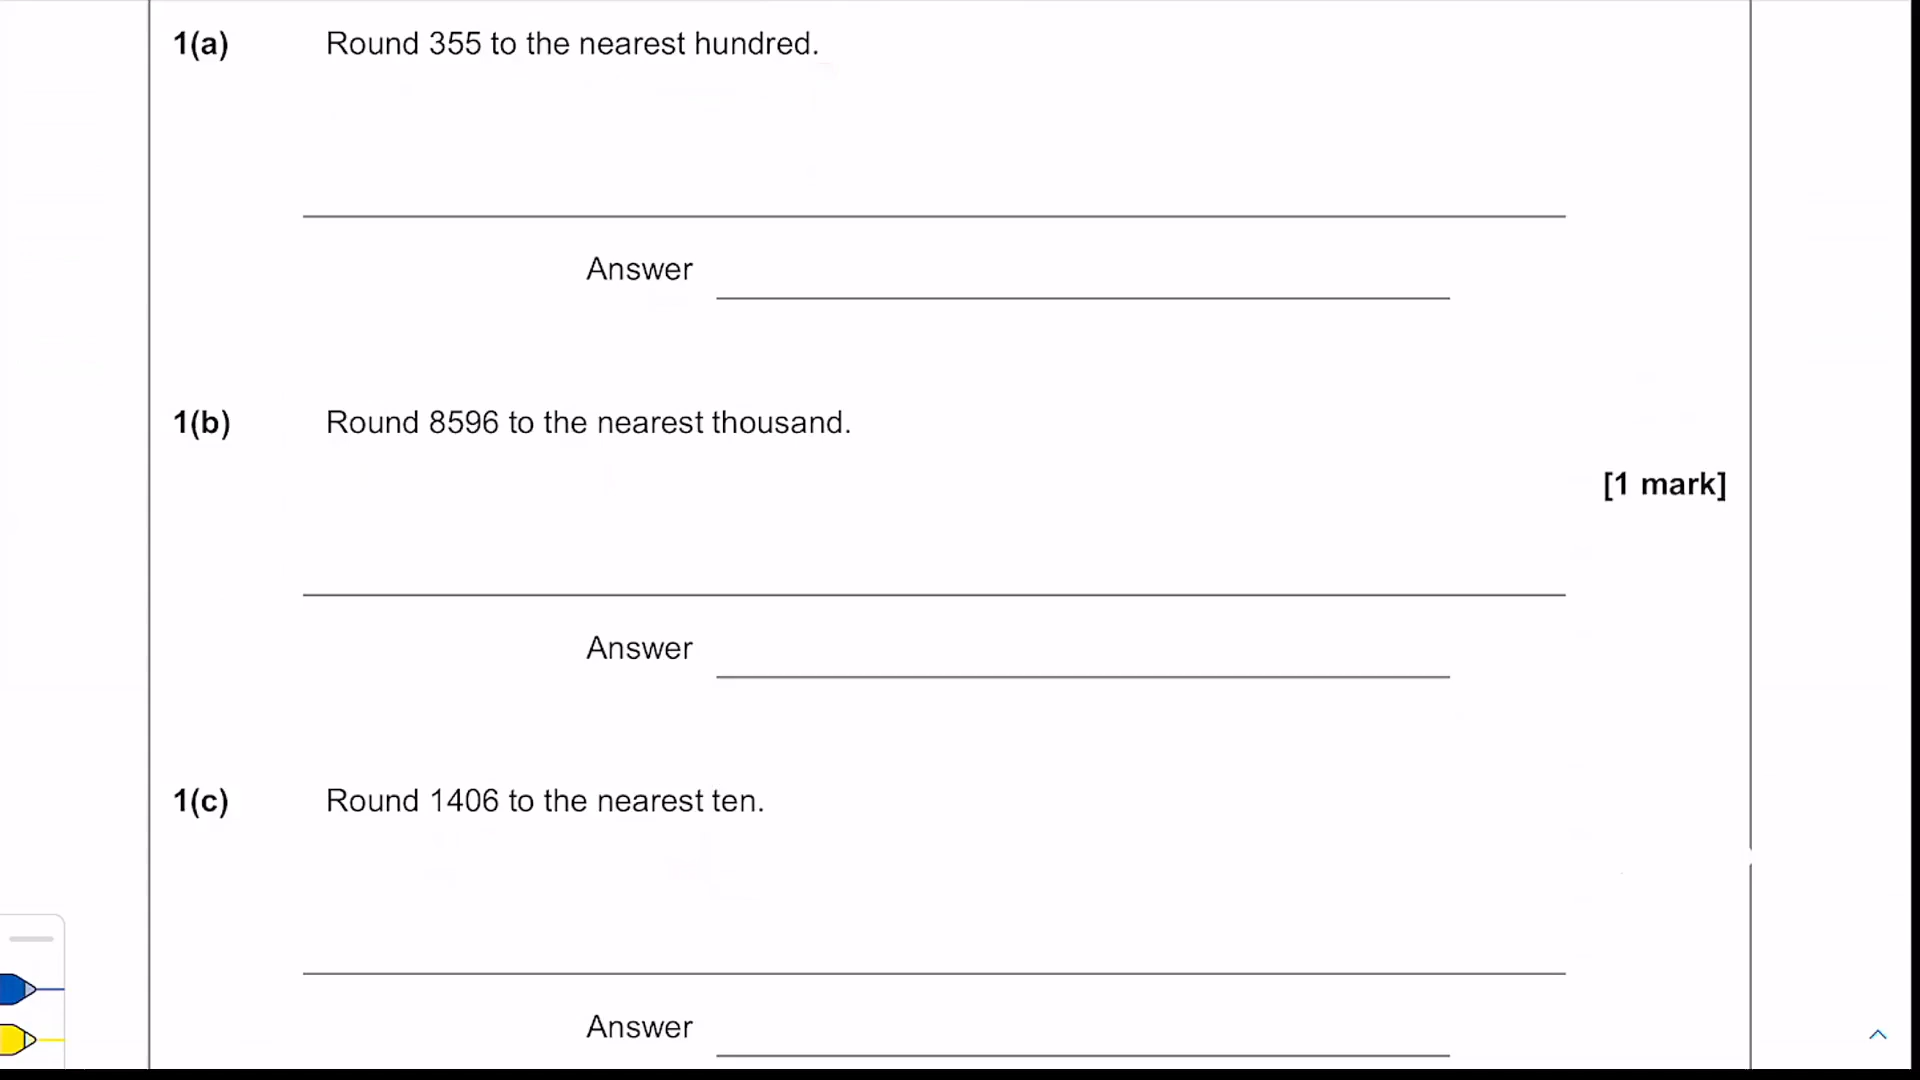 1(a) Round 355 to the nearest hundred.
Answer
1(b) Round 8596 to the nearest thousand.
[1 mark]
Answer
1(c) Round 1406 to the nearest ten.
Answer